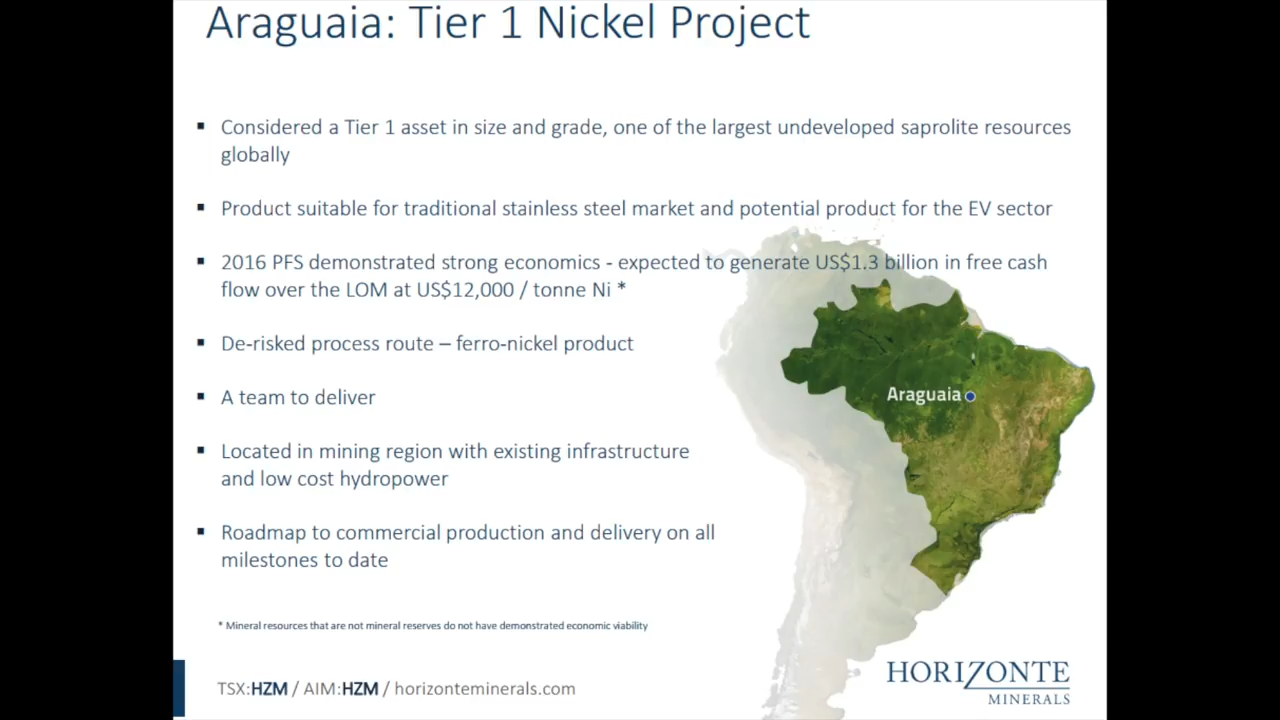 Araguaia: Tier 1 Nickel Project
▪ Considered a Tier 1 asset in size and grade, one of the largest undeveloped saprolite resources
globally
▪ Product suitable for traditional stainless steel market and potential product for the EV sector
▪ 2016 PFS demonstrated strong economics - expected to generate US$1.3 billion in free cash
flow over the LOM at US$12,000 / tonne Ni *
▪ De-risked process route – ferro-nickel product
Araguaia
▪ A team to deliver
▪ Located in mining region with existing infrastructure
and low cost hydropower
▪ Roadmap to commercial production and delivery on all
milestones to date
* Mineral resources that are not mineral reserves do not have demonstrated economic viability
TSX:HZM / AIM:HZM / horizonteminerals.com
HORIZONTE
MINERALS